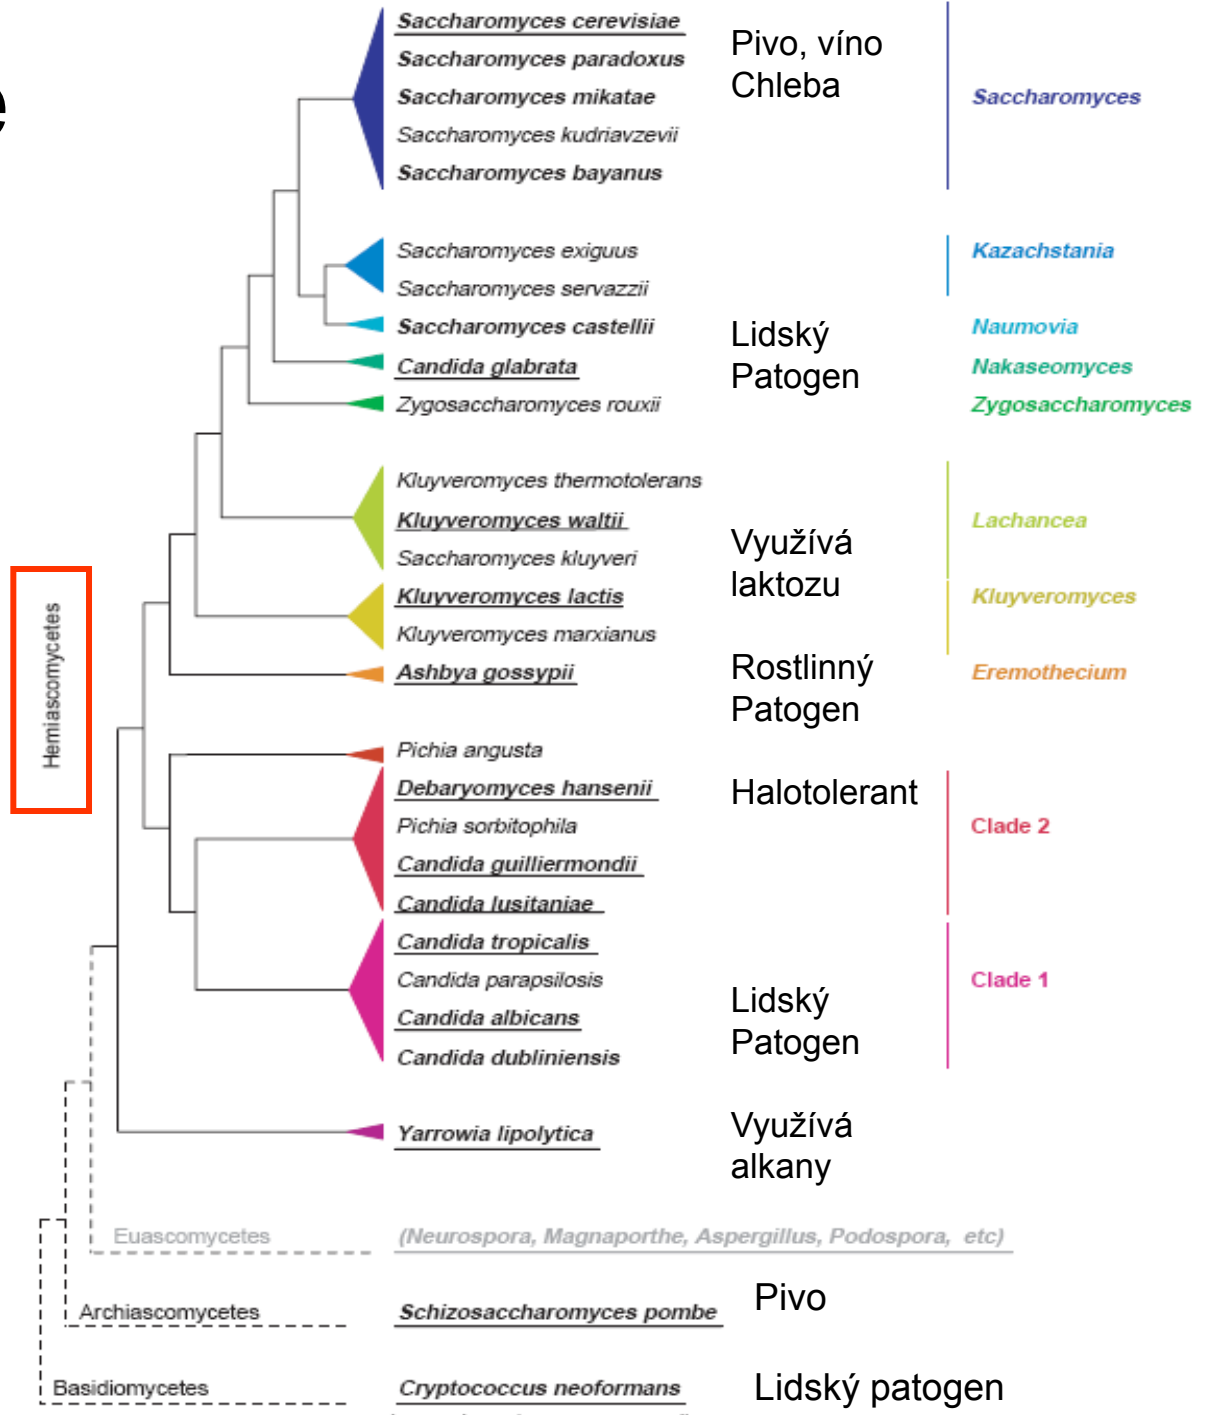 e
Saccharomyces cerevisiae
Saccharomyces paradoxus
Saccharomyces mikatae
Saccharomyces kudriavzevii
Saccharomyces bayanus
Pivo, víno
Chleba
Saccharomyces
Saccharomyces exiguus
Saccharomyces servazzii
Kazachstania
Saccharomyces castellii
Naumovia
Candida glabrata
Lidský
Patogen
Nakaseomyces
Zygosaccharomyces rouxii
Zygosaccharomyces
Kluyveromyces thermotolerans
Kluyveromyces waltii
Saccharomyces kluyveri
Lachancea
Kluyveromyces lactis
Kluyveromyces marxianus
Využívá
laktozu
Kluyveromyces
Ashbya gossypii
Rostlinný
Patogen
Eremothecium
Hemiascomycetes
Pichia angusta
Debaryomyces hansenii
Halotolerant
Pichia sorbitophila
Candida guilliermondii
Candida lusitaniae
Clade 2
Candida tropicalis
Candida parapsilosis
Candida albicans
Candida dubliniensis
Lidský
Patogen
Clade 1
Yarrowia lipolytica
Využívá
alkany
Euascomycetes
(Neurospora, Magnaporthe, Aspergillus, Podospora, etc)
Archiascomycetes
Schizosaccharomyces pombe
Pivo
Basidiomycetes
Cryptococcus neoformans
Lidský patogen